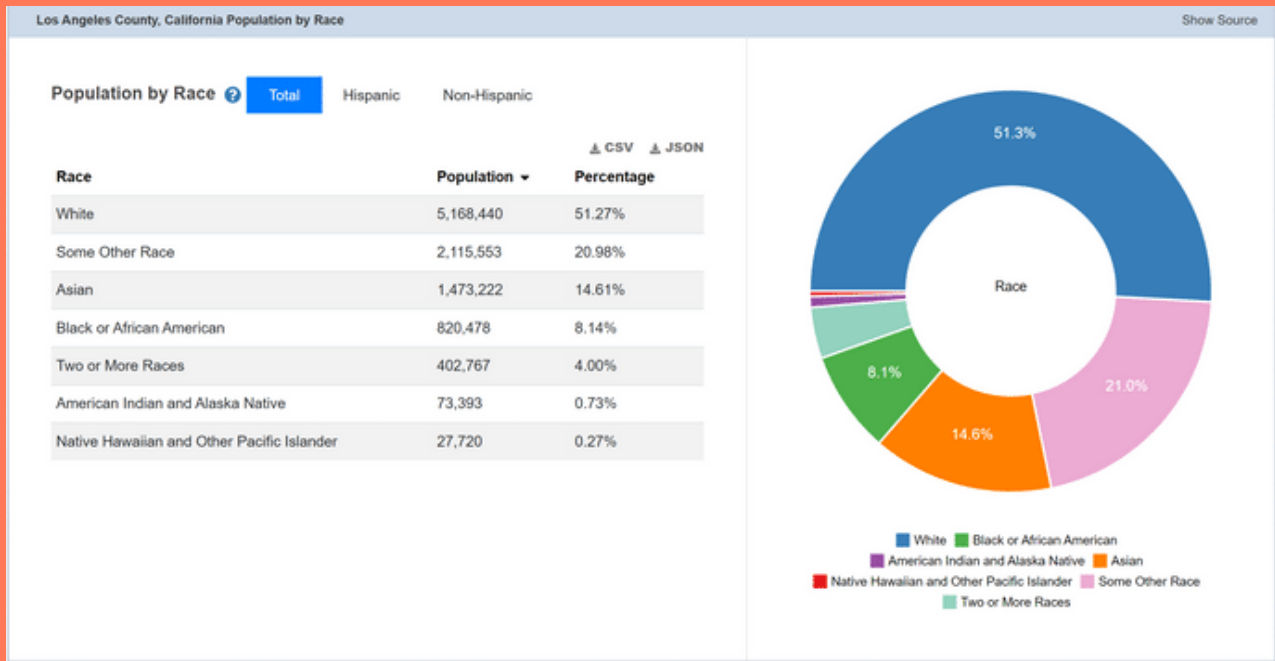 Los Angeles County, California Population by Race Show Source
Population by Race ? Total Hispanic Non-Hispanic
CSV JSON
Race Population Percentage
White 5,168,440 51.27%
Some Other Race 2,115,553 20.98%
Asian 1,473,222 14.61%
Black or African American 820,478 8.14%
Two or More Races 402,767 4.00%
American Indian and Alaska Native 73,393 0.73%
Native Hawaiian and Other Pacific Islander 27,720 0.27%
51.3%
Race
8.1%
21.0%
14.6%
White Black or African American
American Indian and Alaska Native Asian
Native Hawaiian and Other Pacific Islander Some Other Race
Two or More Races